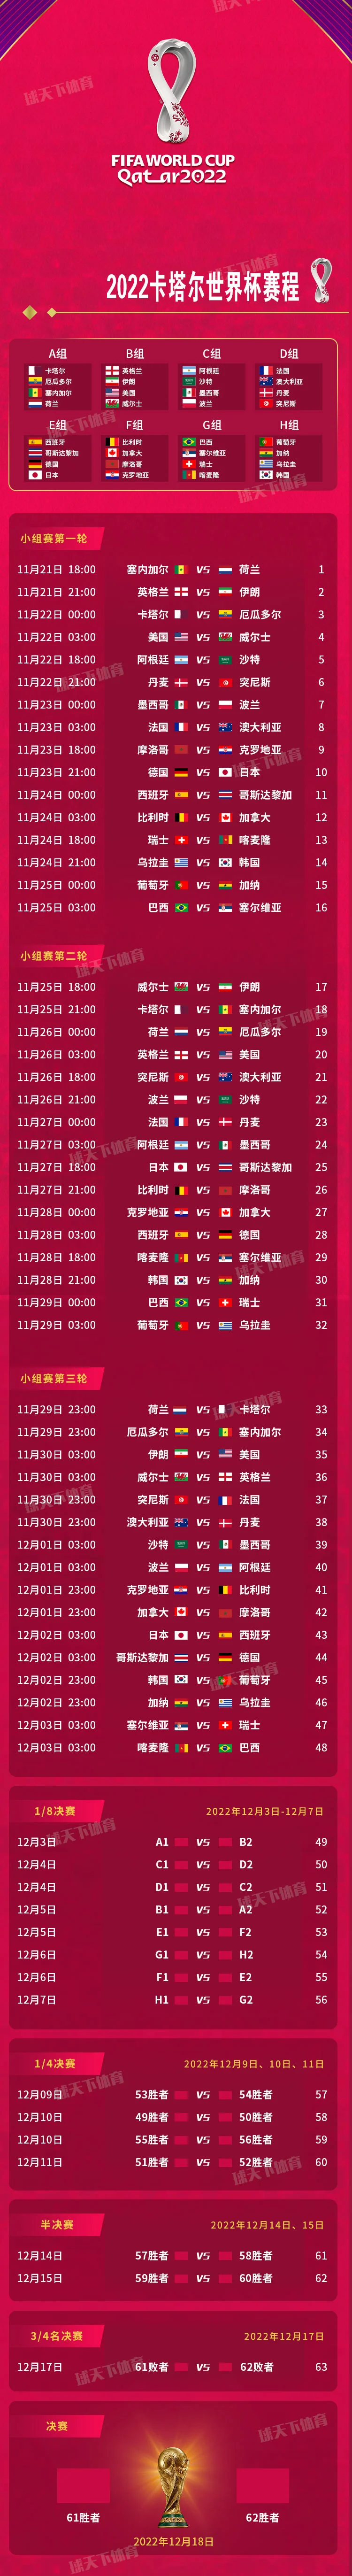 FIFA WORLD CUP
Qatar2022
2022卡塔尔世界杯赛程
A组 B组 C组 D组
卡塔尔 英格兰 阿根廷 法国
厄瓜多尔 伊朗 沙特 澳大利亚
塞内加尔 美国 墨西哥 丹麦
荷兰 威尔士 波兰 突尼斯
E组 F组 G组 H组
西班牙 比利时 巴西 葡萄牙
哥斯达黎加 加拿大 塞尔维亚 加纳
德国 摩洛哥 瑞士 乌拉圭
日本 克罗地亚 喀麦隆 韩国
小组赛第一轮
11月21日 18:00 塞内加尔 VS 荷兰 1
11月21日 21:00 英格兰 VS 伊朗 2
11月22日 00:00 卡塔尔 VS 厄瓜多尔 3
11月22日 03:00 美国 VS 威尔士 4
11月22日 18:00 阿根廷 VS 沙特 5
11月22日 21:00 丹麦 VS 突尼斯 6
11月23日 00:00 墨西哥 VS 波兰 7
11月23日 03:00 法国 VS 澳大利亚 8
11月23日 18:00 摩洛哥 VS 克罗地亚 9
11月23日 21:00 德国 VS 日本 10
11月24日 00:00 西班牙 VS 哥斯达黎加 11
11月24日 03:00 比利时 VS 加拿大 12
11月24日 18:00 瑞士 VS 喀麦隆 13
11月24日 21:00 乌拉圭 VS 韩国 14
11月25日 00:00 葡萄牙 VS 加纳 15
11月25日 03:00 巴西 VS 塞尔维亚 16
小组赛第二轮
11月25日 18:00 威尔士 VS 伊朗 17
11月25日 21:00 卡塔尔 VS 塞内加尔 18
11月26日 00:00 荷兰 VS 厄瓜多尔 19
11月26日 03:00 英格兰 VS 美国 20
11月26日 18:00 突尼斯 VS 澳大利亚 21
11月26日 21:00 波兰 VS 沙特 22
11月27日 00:00 法国 VS 丹麦 23
11月27日 03:00 阿根廷 VS 墨西哥 24
11月27日 18:00 日本 VS 哥斯达黎加 25
11月27日 21:00 比利时 VS 摩洛哥 26
11月28日 00:00 克罗地亚 VS 加拿大 27
11月28日 03:00 西班牙 VS 德国 28
11月28日 18:00 喀麦隆 VS 塞尔维亚 29
11月28日 21:00 韩国 VS 加纳 30
11月29日 00:00 巴西 VS 瑞士 31
11月29日 03:00 葡萄牙 VS 乌拉圭 32
小组赛第三轮
11月29日 23:00 荷兰 VS 卡塔尔 33
11月29日 23:00 厄瓜多尔 VS 塞内加尔 34
11月30日 03:00 伊朗 VS 美国 35
11月30日 03:00 威尔士 VS 英格兰 36
11月30日 23:00 突尼斯 VS 法国 37
11月30日 23:00 澳大利亚 VS 丹麦 38
12月01日 03:00 沙特 VS 墨西哥 39
12月01日 03:00 波兰 VS 阿根廷 40
12月01日 23:00 克罗地亚 VS 比利时 41
12月01日 23:00 加拿大 VS 摩洛哥 42
12月02日 03:00 日本 VS 西班牙 43
12月02日 03:00 哥斯达黎加 VS 德国 44
12月02日 23:00 韩国 VS 葡萄牙 45
12月02日 23:00 加纳 VS 乌拉圭 46
12月03日 03:00 塞尔维亚 VS 瑞士 47
12月03日 03:00 喀麦隆 VS 巴西 48
1/8决赛 2022年12月3日-12月7日
12月3日 A1 VS B2 49
12月4日 C1 VS D2 50
12月4日 D1 VS C2 51
12月5日 B1 VS A2 52
12月5日 E1 VS F2 53
12月6日 G1 VS H2 54
12月6日 F1 VS E2 55
12月7日 H1 VS G2 56
1/4决赛 2022年12月9日、10日、11日
12月09日 53胜者 VS 54胜者 57
12月10日 49胜者 VS 50胜者 58
12月10日 55胜者 VS 56胜者 59
12月11日 51胜者 VS 52胜者 60
半决赛 2022年12月14日、15日
12月14日 57胜者 VS 58胜者 61
12月15日 59胜者 VS 60胜者 62
3/4名决赛 2022年12月17日
12月17日 61败者 VS 62败者 63
决赛
61胜者 62胜者
2022年12月18日
球天下体育